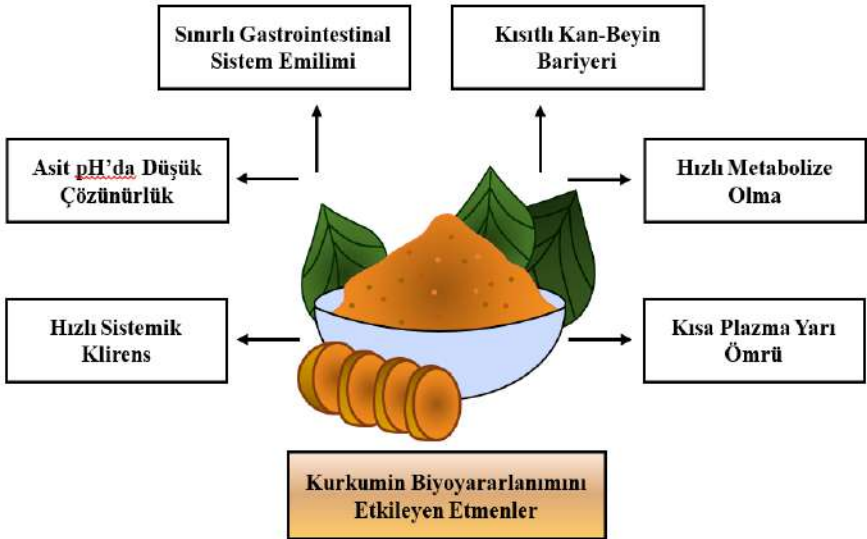 Sınırlı Gastrointestinal
Sistem Emilimi
Kısıtlı Kan-Beyin
Bariyeri
Asit pH’da Düşük
Çözünürlük
Hızlı Metabolize
Olma
Hızlı Sistemik
Klirens
Kısa Plazma Yarı
Ömrü
Kurkumin Biyoyararlanımını
Etkileyen Etmenler